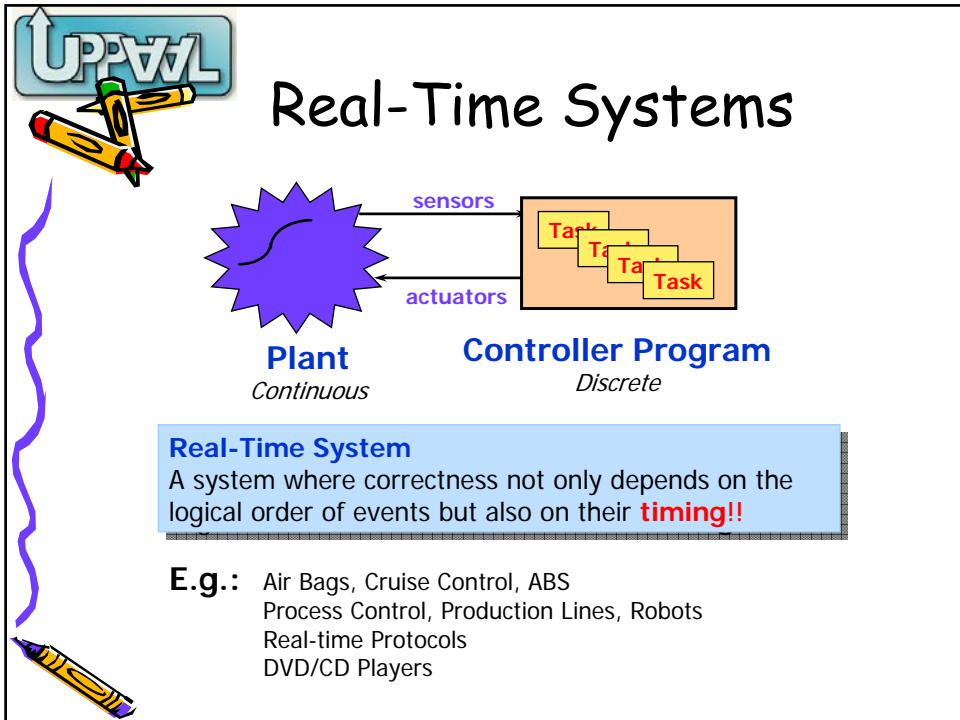 UPPAAL
Real-Time Systems
sensors
Task
Task
Task
Task
actuators
Plant
Continuous
Controller Program
Discrete
Real-Time System
A system where correctness not only depends on the
logical order of events but also on their timing!!
E.g.: Air Bags, Cruise Control, ABS
Process Control, Production Lines, Robots
Real-time Protocols
DVD/CD Players